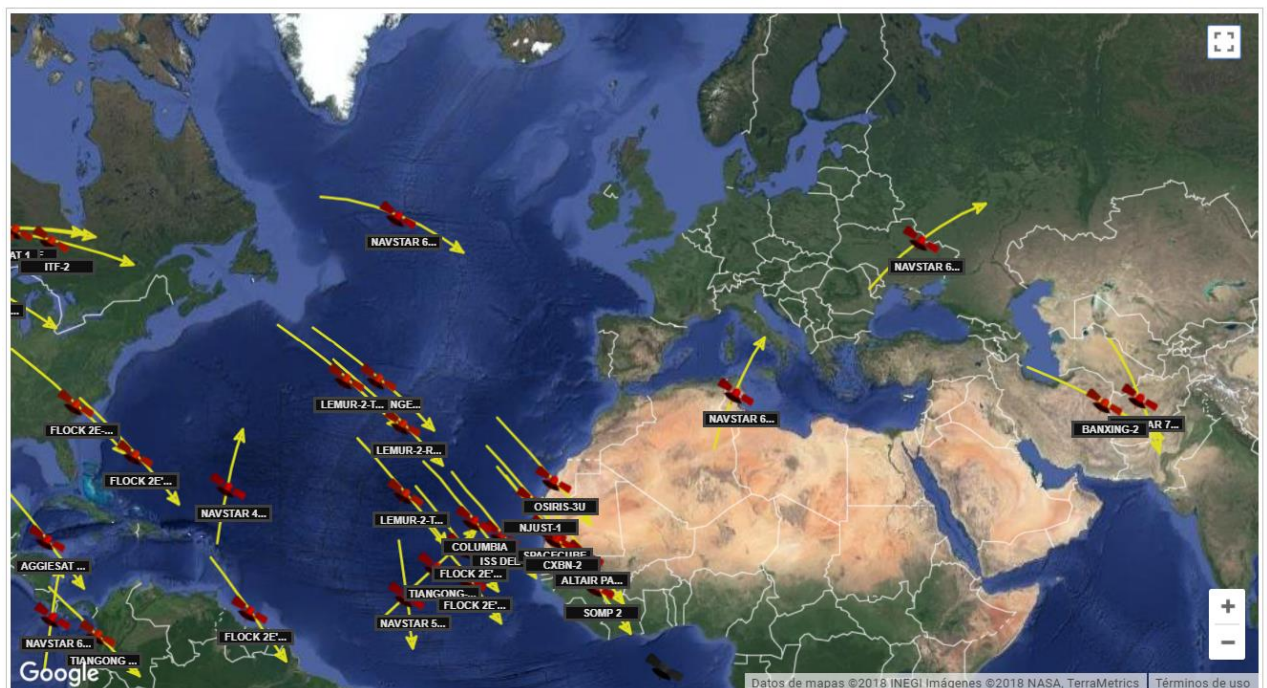 NAVSTAR 6...
AT 1
ITF-2
NAVSTAR 6...
LEMUR-2-T... NGE...
NAVSTAR 6...
AR 7...
BANXING-2
FLOCK 2E-...
LEMUR-2-R...
FLOCK 2E'...
OSIRIS-3U
NAVSTAR 4...
LEMUR-2-T...
NJUST-1
COLUMBIA
SPACECUBE
ISS DEL
CXBN-2
AGGIESAT ...
FLOCK 2E'...
ALTAIR PA...
TIANGONG-...
FLOCK 2E'...
SOMP 2
NAVSTAR 5...
FLOCK 2E'...
NAVSTAR 6...
TIANGONG ...
Google
Datos de mapas ©2018 INEGI Imágenes ©2018 NASA, TerraMetrics
Términos de uso